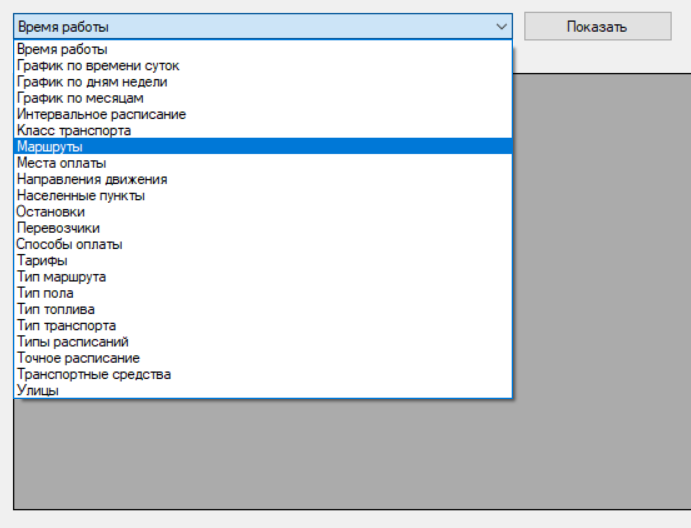 Время работы
Показать
Время работы
График по времени суток
График по дням недели
График по месяцам
Интервальное расписание
Класс транспорта
Маршруты
Места оплаты
Направления движения
Населенные пункты
Остановки
Перевозчики
Способы оплаты
Тарифы
Тип маршрута
Тип пола
Тип топлива
Тип транспорта
Типы расписаний
Точное расписание
Транспортные средства
Улицы